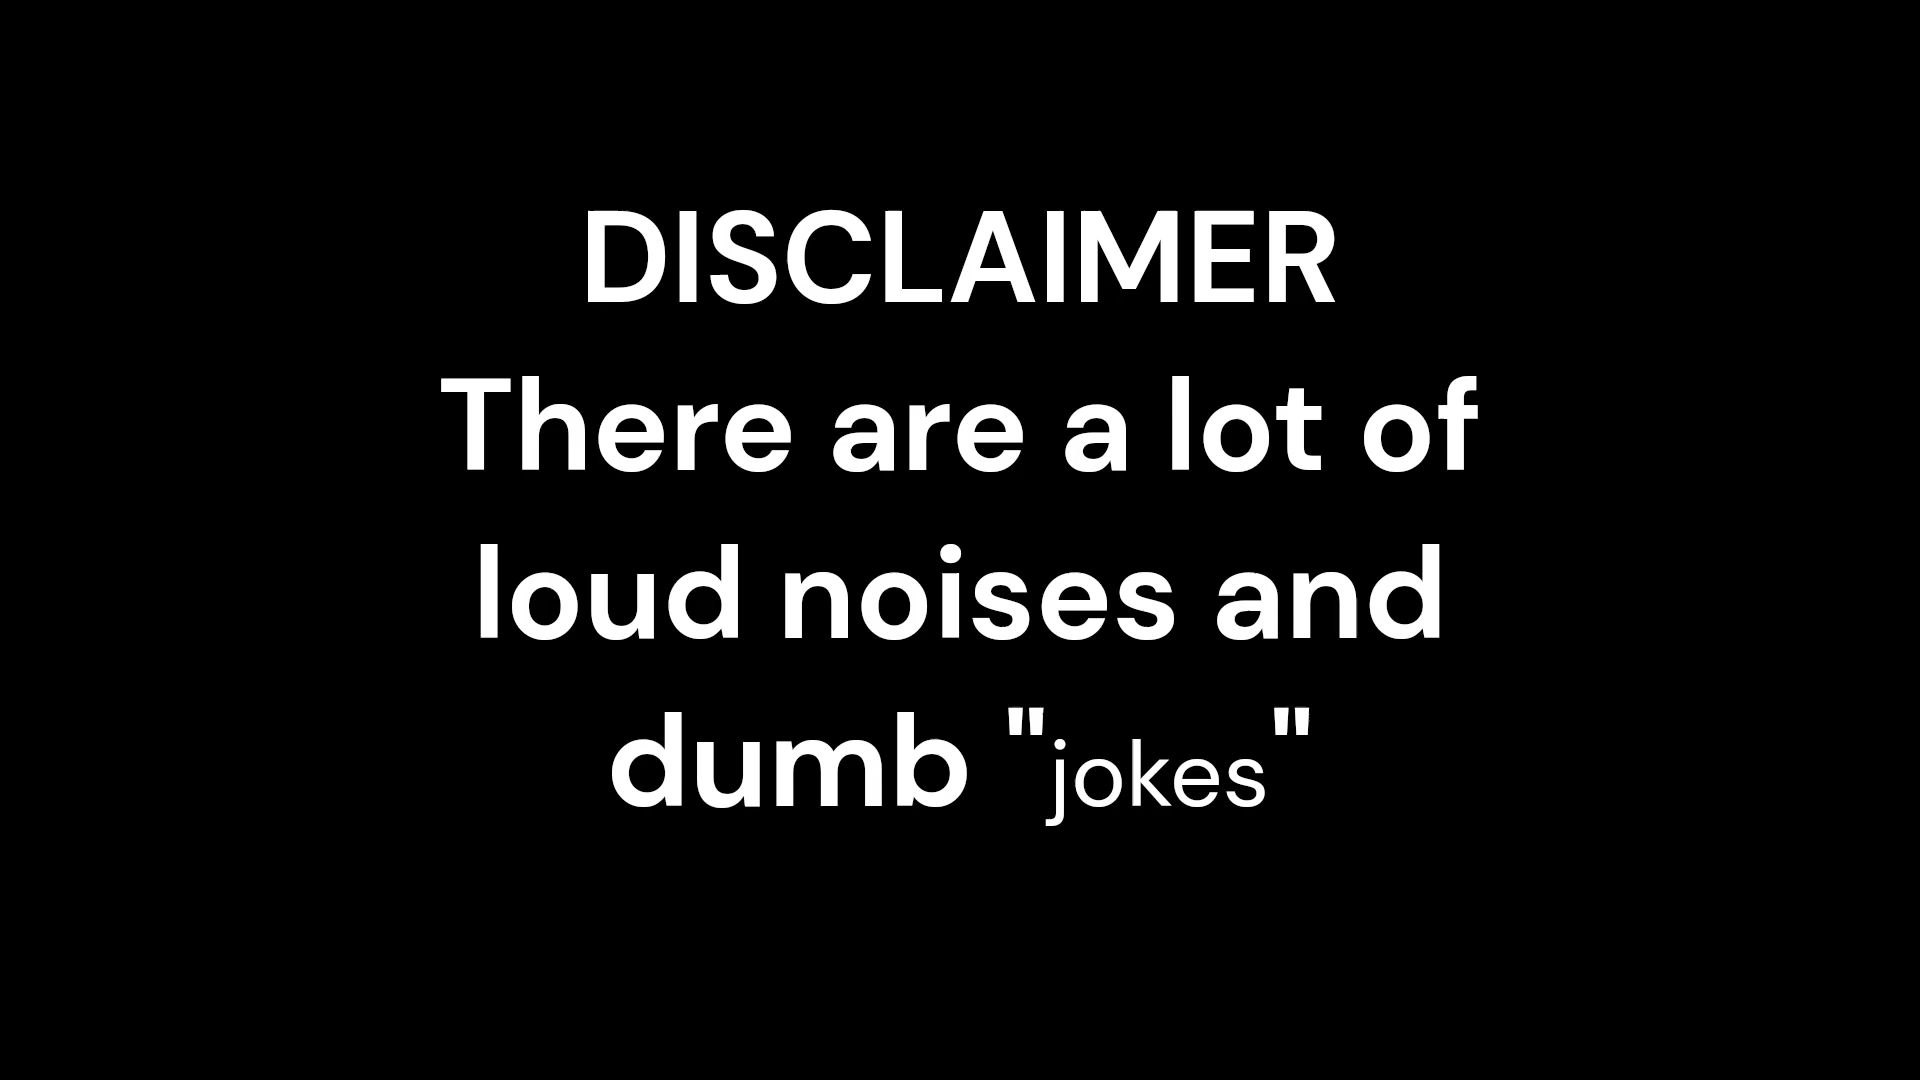 DISCLAIMER
There are a lot of
loud noises and
dumb "jokes"